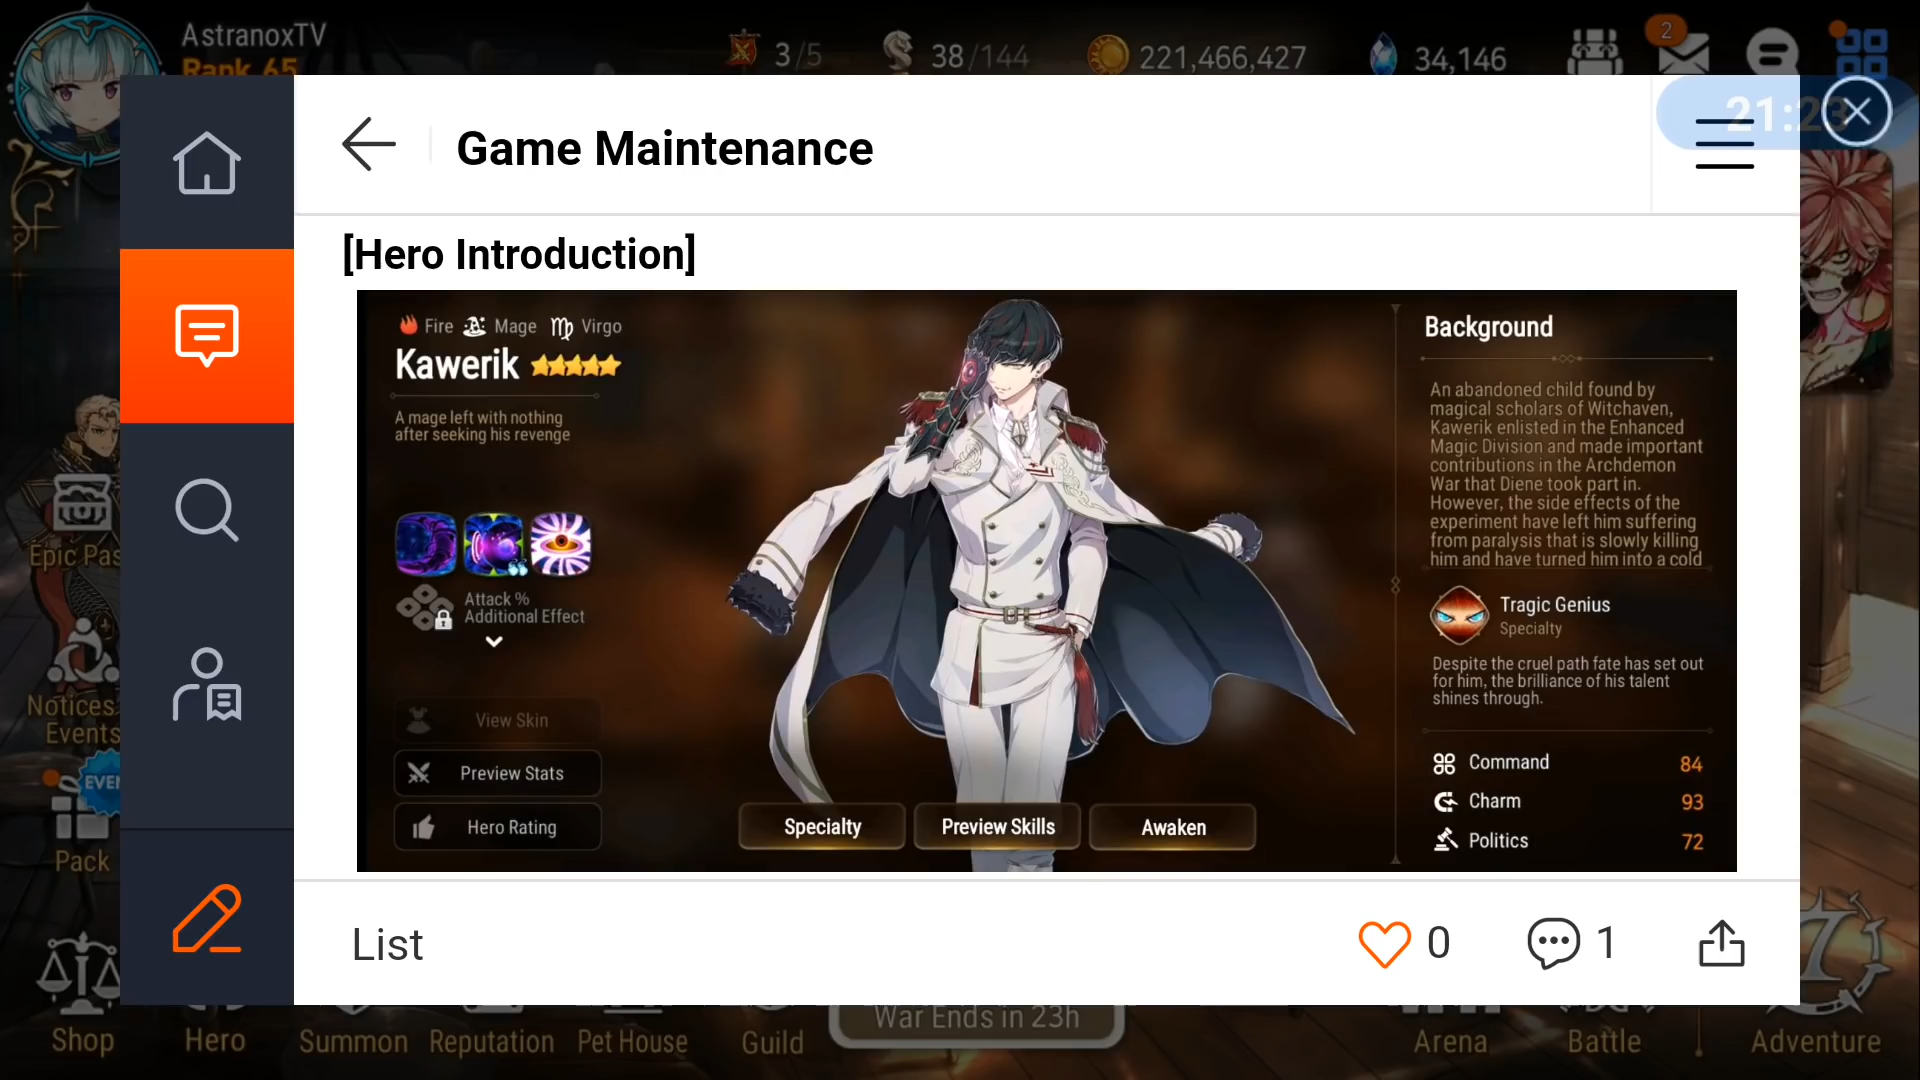 AstranoxTV
Rank 65
3/5
38/144
221,466,427
34,146
2
21:23
Game Maintenance
[Hero Introduction]
Fire Mage Virgo
Kawerik
A mage left with nothing
after seeking his revenge
Attack %
Additional Effect
View Skin
Preview Stats
Hero Rating
Specialty
Preview Skills
Awaken
Background
An abandoned child found by
magical scholars of Witchaven,
Kawerik enlisted in the Enhanced
Magic Division and made important
contributions in the Archdemon
War that Diene took part in.
However, the side effects of the
experiment have left him suffering
from paralysis that is slowly killing
him and have turned him into a cold
Tragic Genius
Specialty
Despite the cruel path fate has set out
for him, the brilliance of his talent
shines through.
Command 84
Charm 93
Politics 72
List
0
1
Epic Pas
Notices
Events
EVEN
Pack
War Ends in 23h
Shop
Hero
Summon
Reputation
Pet House
Guild
Arena
Battle
Adventure